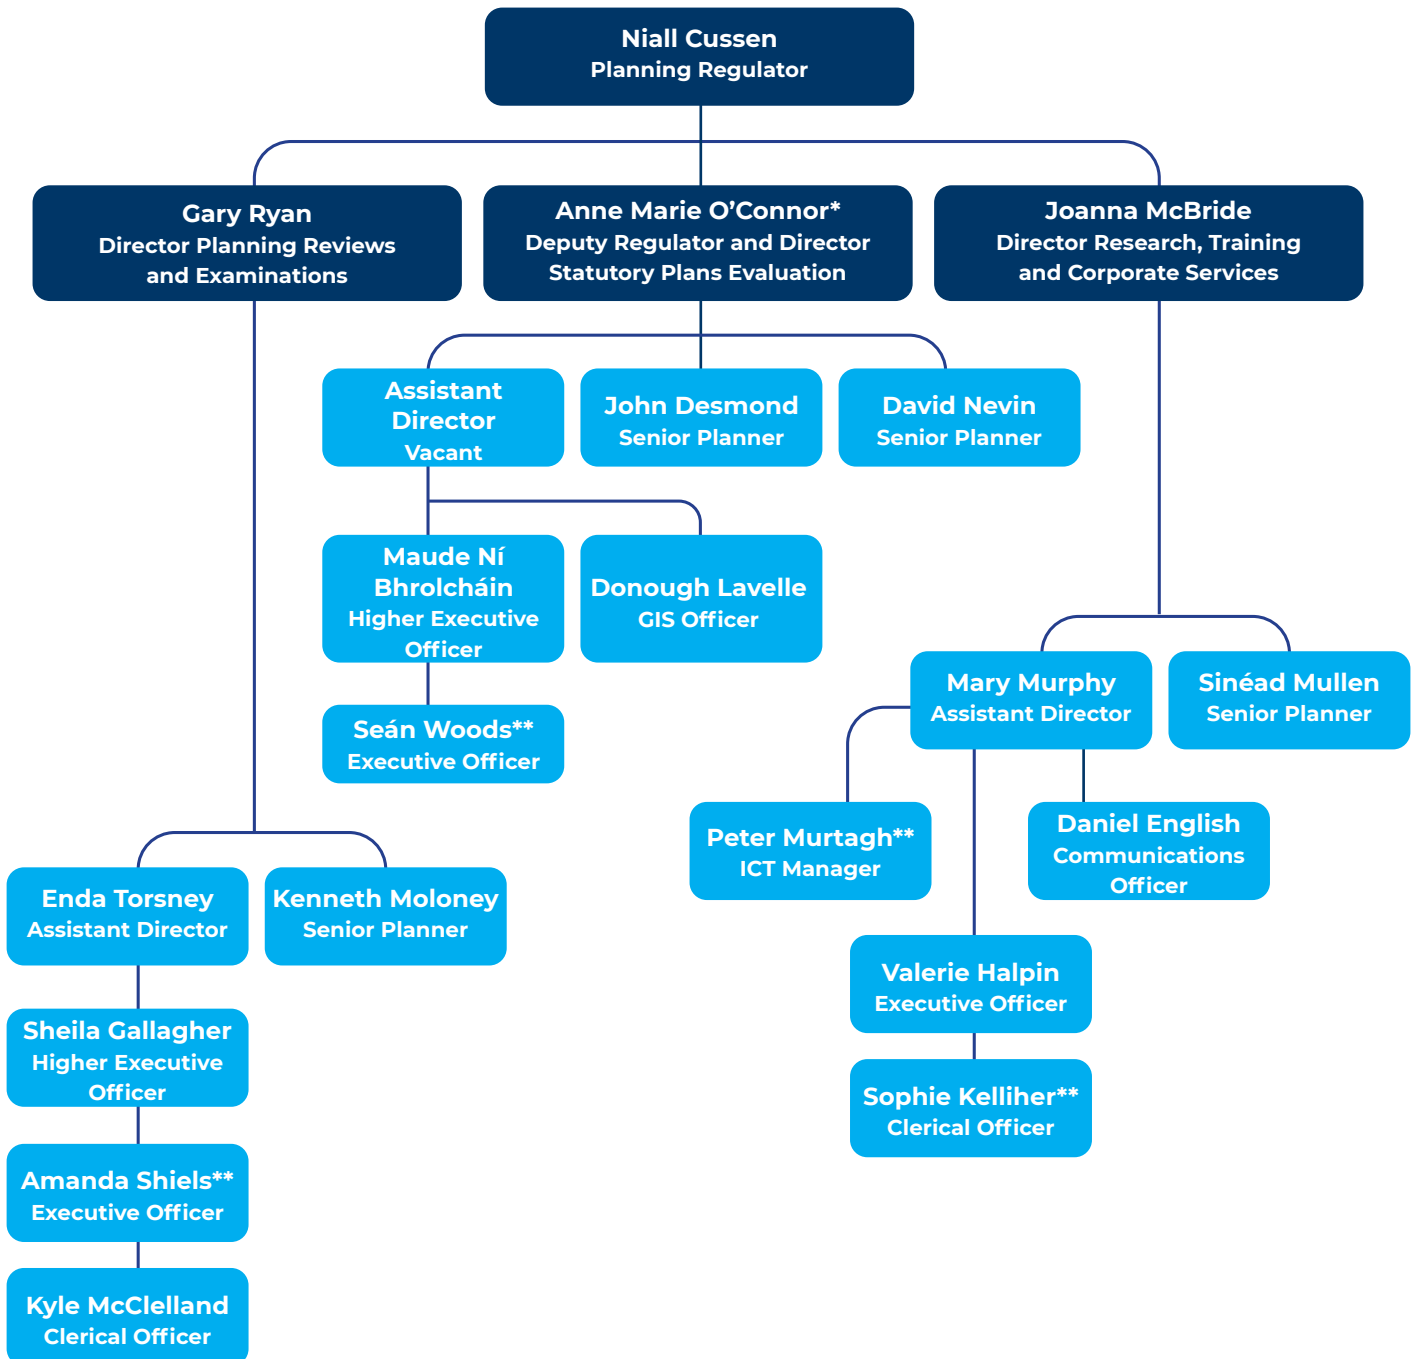 Niall Cussen
Planning Regulator
Gary Ryan
Director Planning Reviews
and Examinations
Anne Marie O’Connor*
Deputy Regulator and Director
Statutory Plans Evaluation
Joanna McBride
Director Research, Training
and Corporate Services
Assistant
Director
Vacant
John Desmond
Senior Planner
David Nevin
Senior Planner
Maude Ní
Bhrolcháin
Higher Executive
Officer
Donough Lavelle
GIS Officer
Seán Woods**
Executive Officer
Mary Murphy
Assistant Director
Sinéad Mullen
Senior Planner
Peter Murtagh**
ICT Manager
Daniel English
Communications
Officer
Enda Torsney
Assistant Director
Kenneth Moloney
Senior Planner
Valerie Halpin
Executive Officer
Sheila Gallagher
Higher Executive
Officer
Sophie Kelliher**
Clerical Officer
Amanda Shiels**
Executive Officer
Kyle McClelland
Clerical Officer